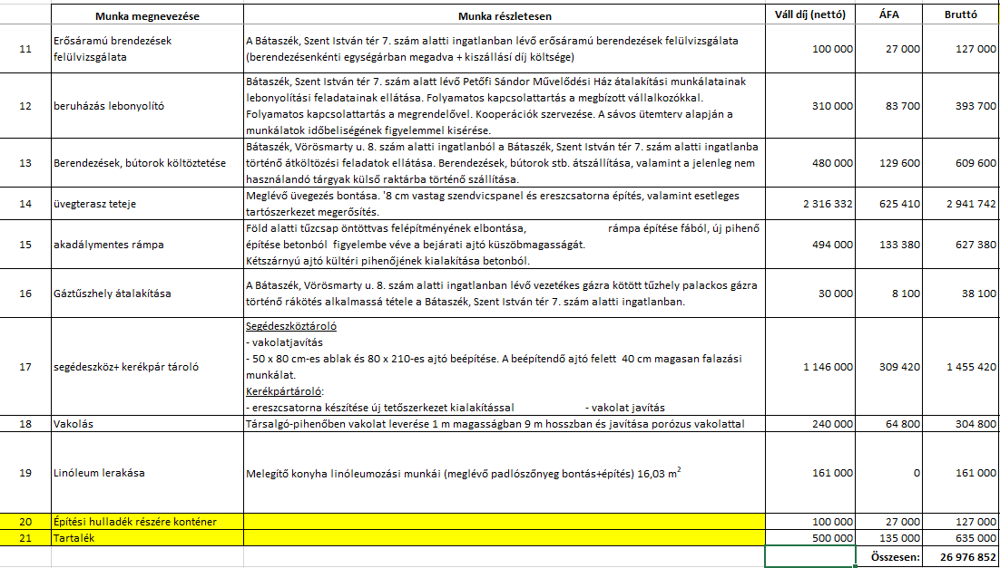 Munka megnevezése Munka részletesen Váll díj (nettó) ÁFA Bruttó
11 Erősáramú brendezések felülvizsgálata A Bátaszék, Szent István tér 7. szám alatti ingatlanban lévő erősáramú berendezések felülvizsgálata (berendezésenkénti egységárban megadva + kiszállási díj költsége) 100 000 27 000 127 000
12 beruházás lebonyolító Bátaszék, Szent István tér 7. szám alatt lévő Petőfi Sándor Művelődési Ház átalakítási munkálatainak lebonyolítási feladatainak ellátása. Folyamatos kapcsolattartás a megbízott vállalkozókkal. Folyamatos kapcsolattartás a megrendelővel. Kooperációk szervezése. A sávos ütemterv alapján a munkálatok időbeliségének figyelemmel kisérése. 310 000 83 700 393 700
13 Berendezések, bútorok költöztetése Bátaszék, Vörösmarty u. 8. szám alatti ingatlanból a Bátaszék, Szent István tér 7. szám alatti ingatlanba történő átköltözési feladatok ellátása. Berendezések, bútorok stb. átszállítása, valamint a jelenleg nem használandó tárgyak külső raktárba történő szállítása. 480 000 129 600 609 600
14 üvegterasz teteje Meglévő üvegezés bontása. '8 cm vastag szendvicspanel és ereszcsatorna építés, valamint esetleges tartószerkezet megerősítés. 2 316 332 625 410 2 941 742
15 akadálymentes rámpa Föld alatti tűzcsap öntöttvas felépítményének elbontása, rámpa építése fából, új pihenő építése betonból figyelembe véve a bejárati ajtó küszöbmagasságát. Kétszárnyú ajtó kültéri pihenőjének kialakítása betonból. 494 000 133 380 627 380
16 Gáztűszhely átalakítása A Bátaszék, Vörösmarty u. 8. szám alatti ingatlanban lévő vezetékes gázra kötött tűzhely palackos gázra történő rákötés alkalmassá tétele a Bátaszék, Szent István tér 7. szám alatti ingatlanban. 30 000 8 100 38 100
17 segédeszköz+ kerékpár tároló Segédeszköztároló
- vakolatjavítás
- 50 x 80 cm-es ablak és 80 x 210-es ajtó beépítése. A beépítendő ajtó felett 40 cm magasan falazási munkálat.
Kerékpártároló:
- ereszcsatorna készítése új tetőszerkezet kialakítással - vakolat javítás 1 146 000 309 420 1 455 420
18 Vakolás Társalgó-pihenőben vakolat leverése 1 m magasságban 9 m hosszban és javítása porózus vakolattal 240 000 64 800 304 800
19 Linóleum lerakása Melegítő konyha linóleumozási munkái (meglévő padlószőnyeg bontás+építés) 16,03 m² 161 000 0 161 000
20 Építési hulladék részére konténer 100 000 27 000 127 000
21 Tartalék 500 000 135 000 635 000
Összesen: 26 976 852